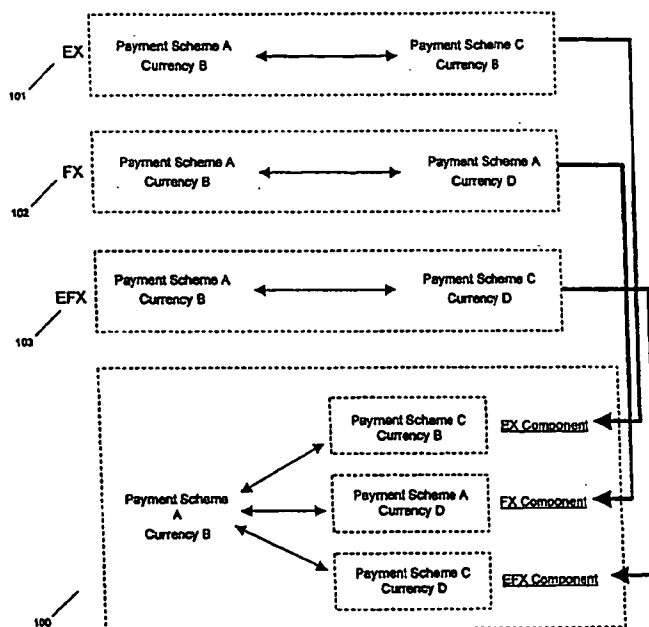 EX
Payment Scheme A
Currency B
Payment Scheme C
Currency B
101
FX
Payment Scheme A
Currency B
Payment Scheme A
Currency D
102
EFX
Payment Scheme A
Currency B
Payment Scheme C
Currency D
103
Payment Scheme C
Currency B
EX Component
Payment Scheme
A
Currency B
Payment Scheme A
Currency D
FX Component
Payment Scheme C
Currency D
EFX Component
100